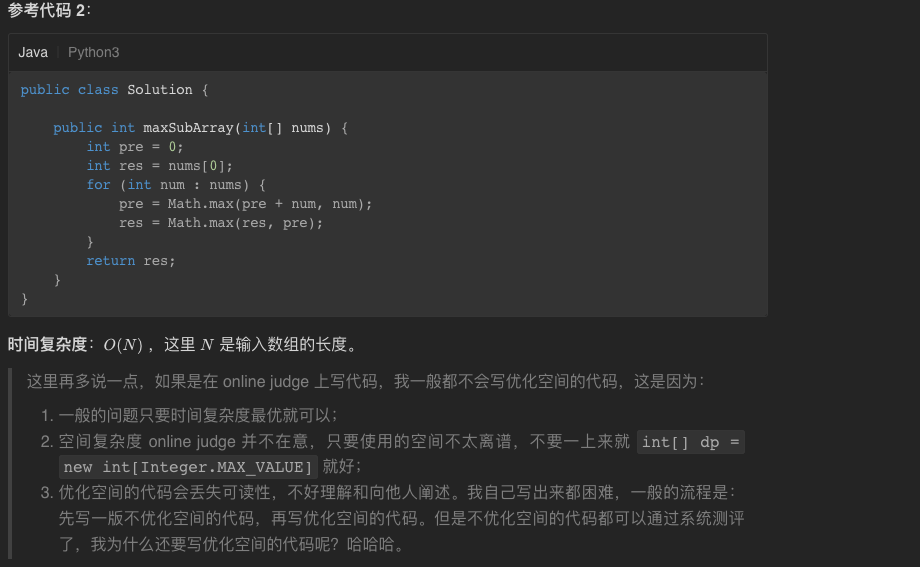 参考代码 2：
Java | Python3
public class Solution {
    public int maxSubArray(int[] nums) {
        int pre = 0;
        int res = nums[0];
        for (int num : nums) {
            pre = Math.max(pre + num, num);
            res = Math.max(res, pre);
        }
        return res;
    }
}
时间复杂度：O(N) ，这里 N 是输入数组的长度。
这里再多说一点，如果是在 online judge 上写代码，我一般都不会写优化空间的代码，这是因为：
1. 一般的问题只要时间复杂度最优就可以；
2. 空间复杂度 online judge 并不在意，只要使用的空间不太离谱，不要一上来就 int[] dp =
new int[Integer.MAX_VALUE] 就好；
3. 优化空间的代码会丢失可读性，不好理解和向他人阐述。我自己写出来都困难，一般的流程是：
先写一版不优化空间的代码，再写优化空间的代码。但是不优化空间的代码都可以通过系统测评
了，我为什么还要写优化空间的代码呢？哈哈哈。